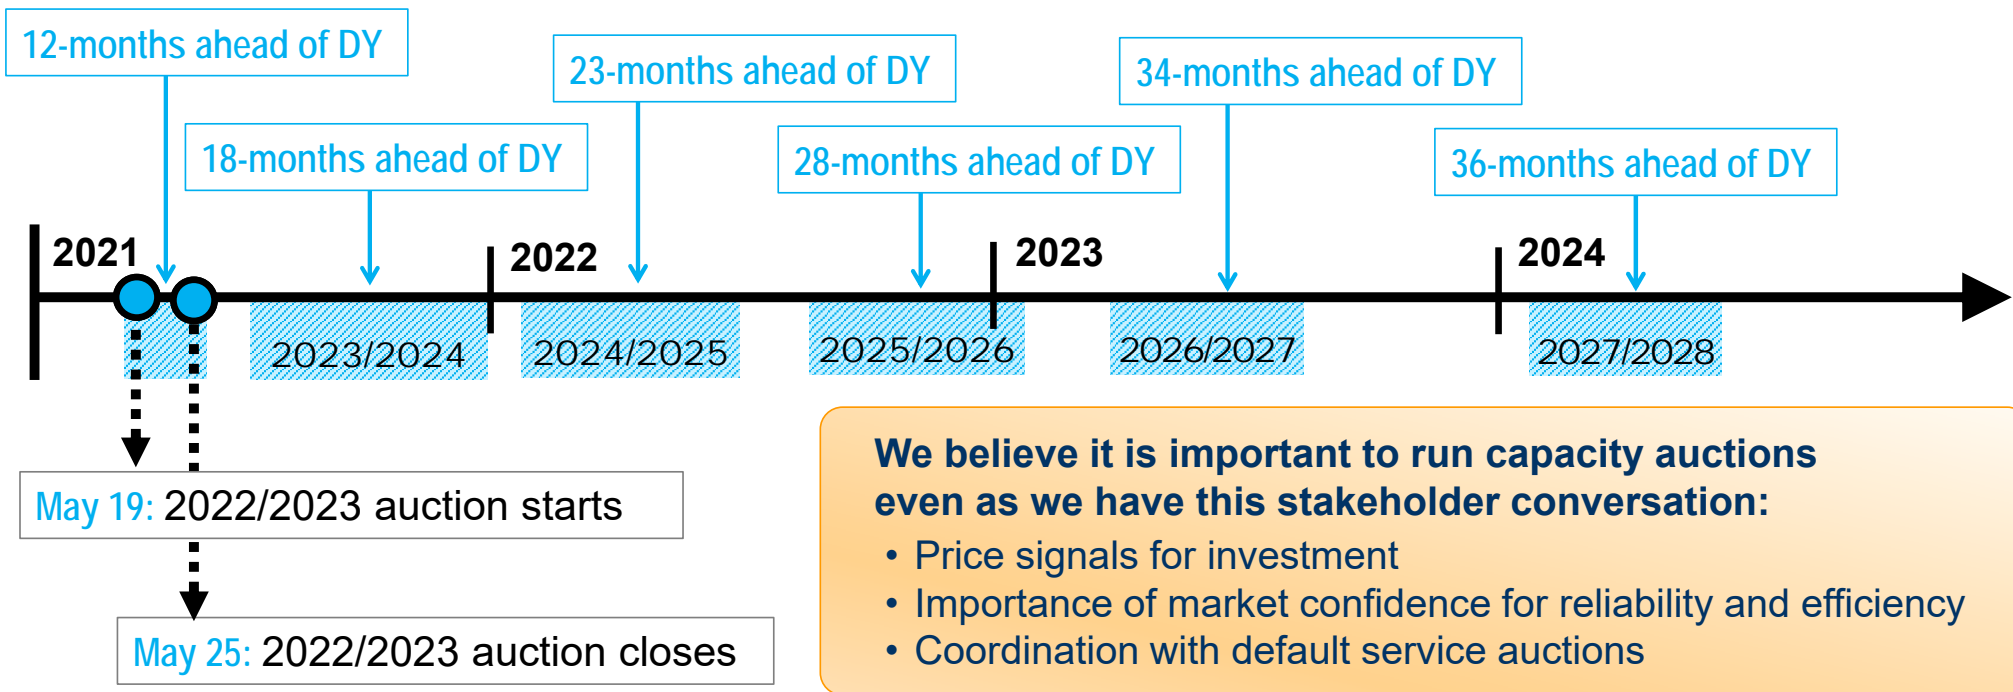 12-months ahead of DY
23-months ahead of DY
34-months ahead of DY
18-months ahead of DY
28-months ahead of DY
36-months ahead of DY
2021
2022
2023
2024
2023/2024
2024/2025
2025/2026
2026/2027
2027/2028
May 19: 2022/2023 auction starts
May 25: 2022/2023 auction closes
We believe it is important to run capacity auctions
even as we have this stakeholder conversation:
• Price signals for investment
• Importance of market confidence for reliability and efficiency
• Coordination with default service auctions